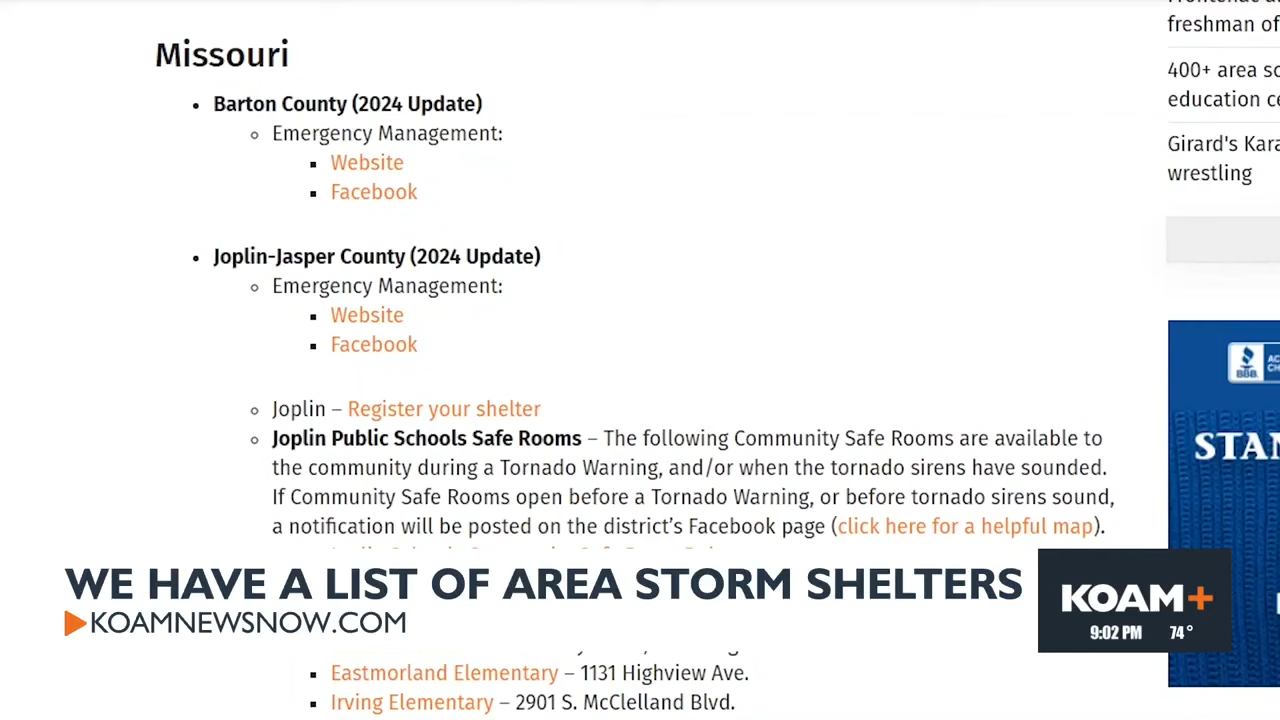 Missouri
Barton County (2024 Update)
Emergency Management:
Website
Facebook
Joplin-Jasper County (2024 Update)
Emergency Management:
Website
Facebook
Joplin – Register your shelter
Joplin Public Schools Safe Rooms – The following Community Safe Rooms are available to
the community during a Tornado Warning, and/or when the tornado sirens have sounded.
If Community Safe Rooms open before a Tornado Warning, or before tornado sirens sound,
a notification will be posted on the district's Facebook page (click here for a helpful map).
WE HAVE A LIST OF AREA STORM SHELTERS
KOAMNEWSNOW.COM
KOAM+
9:02 PM 74°
Eastmorland Elementary – 1131 Highview Ave.
Irving Elementary – 2901 S. McClelland Blvd.
freshman of
400+ area
education
Girard's
wrestling
BBB.